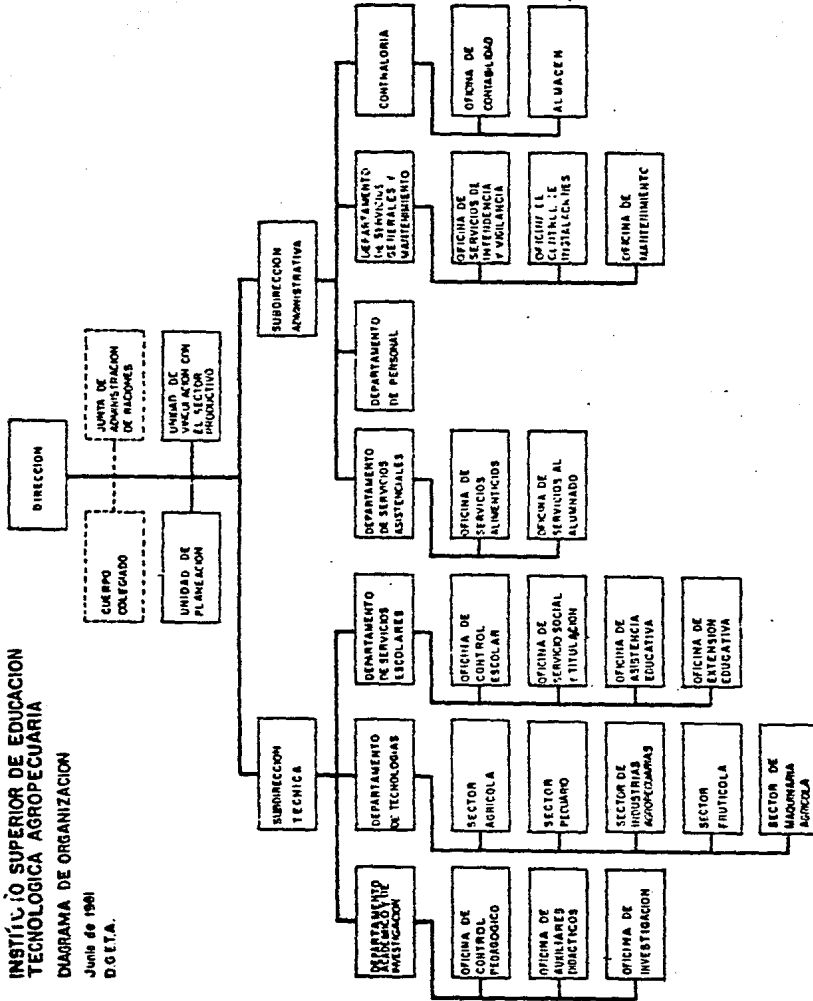 SUPERIOR DE EDUCACION
TECNOLOGICA AGROPECUARIA
DIAGRAMA DE ORGANIZACION
Junio de 1981
D.G.E.T.A.
DIRECCION
CUERPO
COLEGIADO
JUNTA DE
ADMINISTRACION
DE RACIONES
UNIDAD DE
PLANEACION
UNIDAD DE
VINCULACION CON
EL SECTOR
PRODUCTIVO
SUBDIRECCION
TECNICA
SUBDIRECCION
ADMINISTRATIVA
DEPARTAMENTO
ACADEMICO Y DE
INVESTIGACION
DEPARTAMENTO
DE TECNOLOGIAS
DEPARTAMENTO
DE SERVICIOS
ESCOLARES
DEPARTAMENTO
DE SERVICIOS
ASISTENCIALES
DEPARTAMENTO
DE PERSONAL
DEPARTAMENTO
DE SERVICIOS
GENERALES Y
MANTENIMIENTO
CONTRALORIA
OFICINA DE
CONTROL
PEDAGOGICO
OFICINA DE
AUXILIARES
DIDACTICOS
OFICINA DE
INVESTIGACION
SECTOR
AGRICOLA
SECTOR
PECUARIO
SECTOR DE
INDUSTRIAS
AGROPECUARIAS
SECTOR
FRUTICOLA
SECTOR DE
MAQUINARIA
AGRICOLA
OFICINA DE
CONTROL
ESCOLAR
OFICINA DE
SERVICIO SOCIAL
Y TITULACION
OFICINA DE
ASISTENCIA
EDUCATIVA
OFICINA DE
EXTENSION
EDUCATIVA
OFICINA DE
SERVICIOS
ALIMENTICIOS
OFICINA DE
SERVICIOS AL
ALUMNADO
OFICINA DE
SERVICIOS DE
INTENDENCIA
Y VIGILANCIA
OFICINA DE
CONTROL DE
INSTALACIONES
OFICINA DE
MANTENIMIENTO
OFICINA DE
CONTABILIDAD
ALMACEN